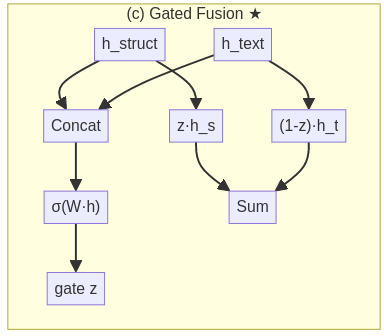 (c) Gated Fusion ★
h_struct
h_text
Concat
z·h_s
(1-z)·h_t
σ(W·h)
Sum
gate z